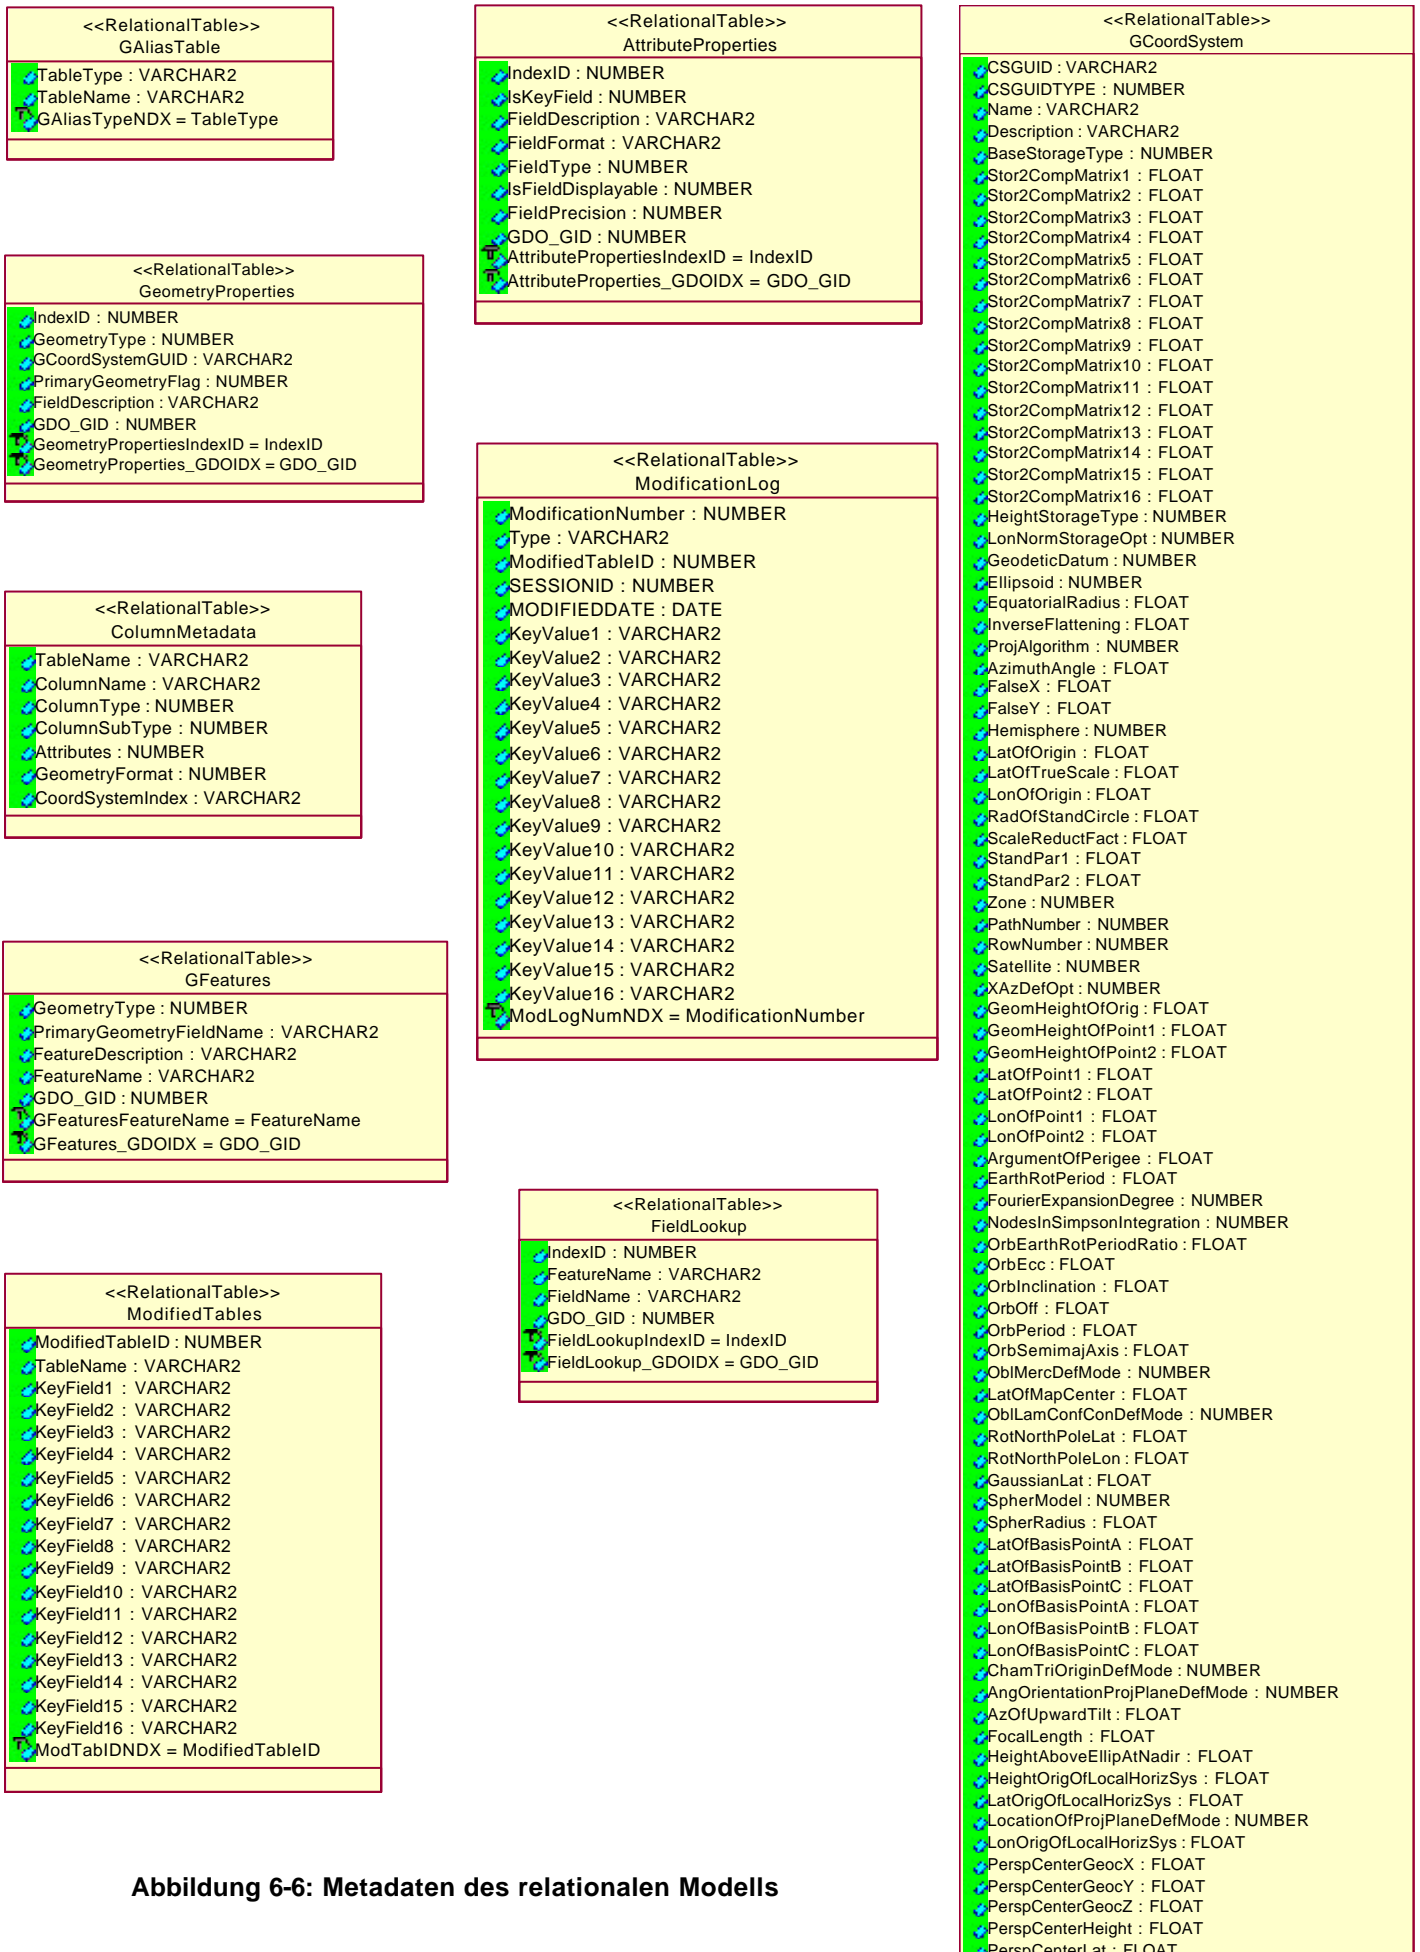 <<RelationalTable>>
GAliasTable
TableType : VARCHAR2
TableName : VARCHAR2
GAliasTypeNDX = TableType
<<RelationalTable>>
GeometryProperties
IndexID : NUMBER
GeometryType : NUMBER
GCoordSystemGUID : VARCHAR2
PrimaryGeometryFlag : NUMBER
FieldDescription : VARCHAR2
GDO_GID : NUMBER
GeometryPropertiesIndexID = IndexID
GeometryProperties_GDOIDX = GDO_GID
<<RelationalTable>>
ColumnMetadata
TableName : VARCHAR2
ColumnName : VARCHAR2
ColumnType : NUMBER
ColumnSubType : NUMBER
Attributes : NUMBER
GeometryFormat : NUMBER
CoordSystemIndex : VARCHAR2
<<RelationalTable>>
GFeatures
GeometryType : NUMBER
PrimaryGeometryFieldName : VARCHAR2
FeatureDescription : VARCHAR2
FeatureName : VARCHAR2
GDO_GID : NUMBER
GFeaturesFeatureName = FeatureName
GFeatures_GDOIDX = GDO_GID
<<RelationalTable>>
ModifiedTables
ModifiedTableID : NUMBER
TableName : VARCHAR2
KeyField1 : VARCHAR2
KeyField2 : VARCHAR2
KeyField3 : VARCHAR2
KeyField4 : VARCHAR2
KeyField5 : VARCHAR2
KeyField6 : VARCHAR2
KeyField7 : VARCHAR2
KeyField8 : VARCHAR2
KeyField9 : VARCHAR2
KeyField10 : VARCHAR2
KeyField11 : VARCHAR2
KeyField12 : VARCHAR2
KeyField13 : VARCHAR2
KeyField14 : VARCHAR2
KeyField15 : VARCHAR2
KeyField16 : VARCHAR2
ModTabIDNDX = ModifiedTableID
<<RelationalTable>>
AttributeProperties
IndexID : NUMBER
IsKeyField : NUMBER
FieldDescription : VARCHAR2
FieldFormat : VARCHAR2
FieldType : NUMBER
IsFieldDisplayable : NUMBER
FieldPrecision : NUMBER
GDO_GID : NUMBER
AttributePropertiesIndexID = IndexID
AttributeProperties_GDOIDX = GDO_GID
<<RelationalTable>>
ModificationLog
ModificationNumber : NUMBER
Type : VARCHAR2
ModifiedTableID : NUMBER
SESSIONID : NUMBER
MODIFIEDDATE : DATE
KeyValue1 : VARCHAR2
KeyValue2 : VARCHAR2
KeyValue3 : VARCHAR2
KeyValue4 : VARCHAR2
KeyValue5 : VARCHAR2
KeyValue6 : VARCHAR2
KeyValue7 : VARCHAR2
KeyValue8 : VARCHAR2
KeyValue9 : VARCHAR2
KeyValue10 : VARCHAR2
KeyValue11 : VARCHAR2
KeyValue12 : VARCHAR2
KeyValue13 : VARCHAR2
KeyValue14 : VARCHAR2
KeyValue15 : VARCHAR2
KeyValue16 : VARCHAR2
ModLogNumNDX = ModificationNumber
<<RelationalTable>>
FieldLookup
IndexID : NUMBER
FeatureName : VARCHAR2
FieldName : VARCHAR2
GDO_GID : NUMBER
FieldLookupIndexID = IndexID
FieldLookup_GDOIDX = GDO_GID
<<RelationalTable>>
GCoordSystem
CSGUID : VARCHAR2
CSGUIDTYPE : NUMBER
Name : VARCHAR2
Description : VARCHAR2
BaseStorageType : NUMBER
Stor2CompMatrix1 : FLOAT
Stor2CompMatrix2 : FLOAT
Stor2CompMatrix3 : FLOAT
Stor2CompMatrix4 : FLOAT
Stor2CompMatrix5 : FLOAT
Stor2CompMatrix6 : FLOAT
Stor2CompMatrix7 : FLOAT
Stor2CompMatrix8 : FLOAT
Stor2CompMatrix9 : FLOAT
Stor2CompMatrix10 : FLOAT
Stor2CompMatrix11 : FLOAT
Stor2CompMatrix12 : FLOAT
Stor2CompMatrix13 : FLOAT
Stor2CompMatrix14 : FLOAT
Stor2CompMatrix15 : FLOAT
Stor2CompMatrix16 : FLOAT
HeightStorageType : NUMBER
LonNormStorageOpt : NUMBER
GeodeticDatum : NUMBER
Ellipsoid : NUMBER
EquatorialRadius : FLOAT
InverseFlattening : FLOAT
ProjAlgorithm : NUMBER
AzimuthAngle : FLOAT
FalseX : FLOAT
FalseY : FLOAT
Hemisphere : NUMBER
LatOfOrigin : FLOAT
LatOfTrueScale : FLOAT
LonOfOrigin : FLOAT
RadOfStandCircle : FLOAT
ScaleReductFact : FLOAT
StandPar1 : FLOAT
StandPar2 : FLOAT
Zone : NUMBER
PathNumber : NUMBER
RowNumber : NUMBER
Satellite : NUMBER
XAzDefOpt : NUMBER
GeomHeightOfOrig : FLOAT
GeomHeightOfPoint1 : FLOAT
GeomHeightOfPoint2 : FLOAT
LatOfPoint1 : FLOAT
LatOfPoint2 : FLOAT
LonOfPoint1 : FLOAT
LonOfPoint2 : FLOAT
ArgumentOfPerigee : FLOAT
EarthRotPeriod : FLOAT
FourierExpansionDegree : NUMBER
NodesInSimpsonIntegration : NUMBER
OrbEarthRotPeriodRatio : FLOAT
OrbEcc : FLOAT
OrbInclination : FLOAT
OrbOff : FLOAT
OrbPeriod : FLOAT
OrbSemimajAxis : FLOAT
OblMercDefMode : NUMBER
LatOfMapCenter : FLOAT
OblLamConfConDefMode : NUMBER
RotNorthPoleLat : FLOAT
RotNorthPoleLon : FLOAT
GaussianLat : FLOAT
SpherModel : NUMBER
SpherRadius : FLOAT
LatOfBasisPointA : FLOAT
LatOfBasisPointB : FLOAT
LatOfBasisPointC : FLOAT
LonOfBasisPointA : FLOAT
LonOfBasisPointB : FLOAT
LonOfBasisPointC : FLOAT
ChamTriOriginDefMode : NUMBER
AngOrientationProjPlaneDefMode : NUMBER
AzOfUpwardTilt : FLOAT
FocalLength : FLOAT
HeightAboveEllipAtNadir : FLOAT
HeightOrigOfLocalHorizSys : FLOAT
LatOrigOfLocalHorizSys : FLOAT
LocationOfProjPlaneDefMode : NUMBER
LonOrigOfLocalHorizSys : FLOAT
PerspCenterGeocX : FLOAT
PerspCenterGeocY : FLOAT
PerspCenterGeocZ : FLOAT
PerspCenterHeight : FLOAT
PerspCenterLat : FLOAT
Abbildung 6-6: Metadaten des relationalen Modells